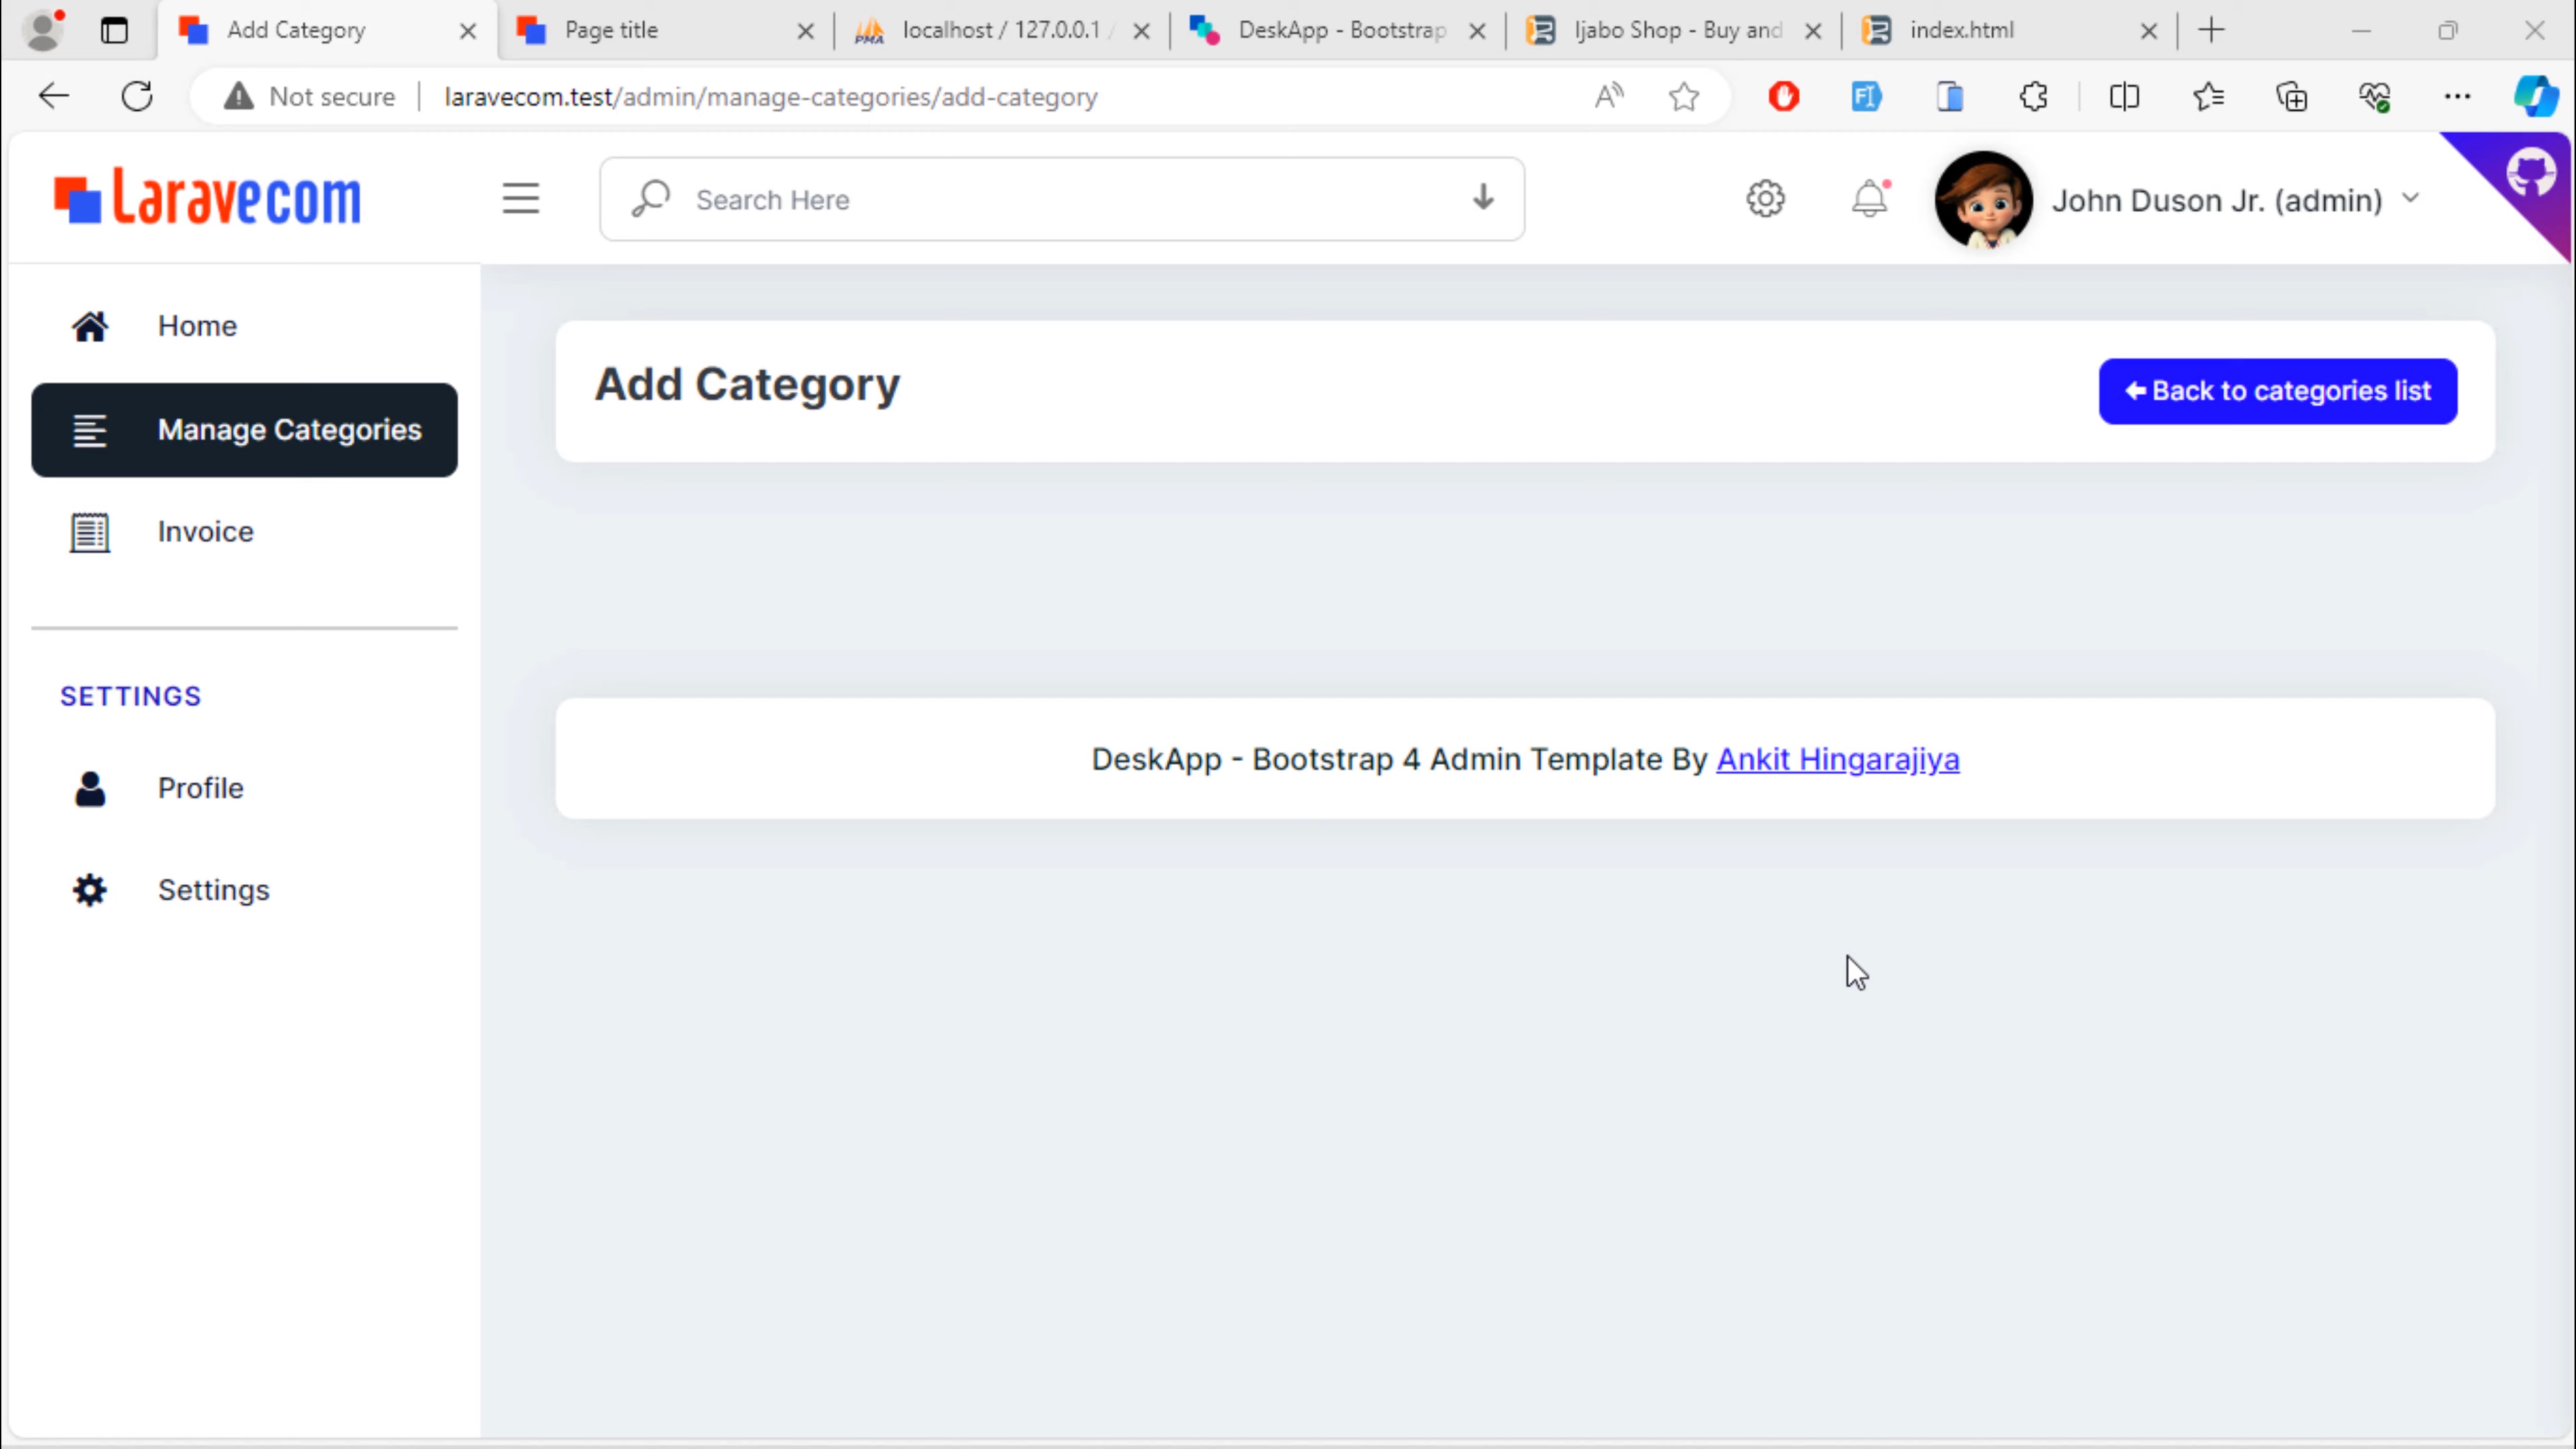 Add Category
Page title
localhost / 127.0.0.1 /
DeskApp - Bootstrap
Ijabo Shop - Buy and
index.html
Not secure
laravecom.test/admin/manage-categories/add-category
Laravecom
Search Here
John Duson Jr. (admin)
Home
Manage Categories
Invoice
SETTINGS
Profile
Settings
Add Category
Back to categories list
DeskApp - Bootstrap 4 Admin Template By Ankit Hingarajiya